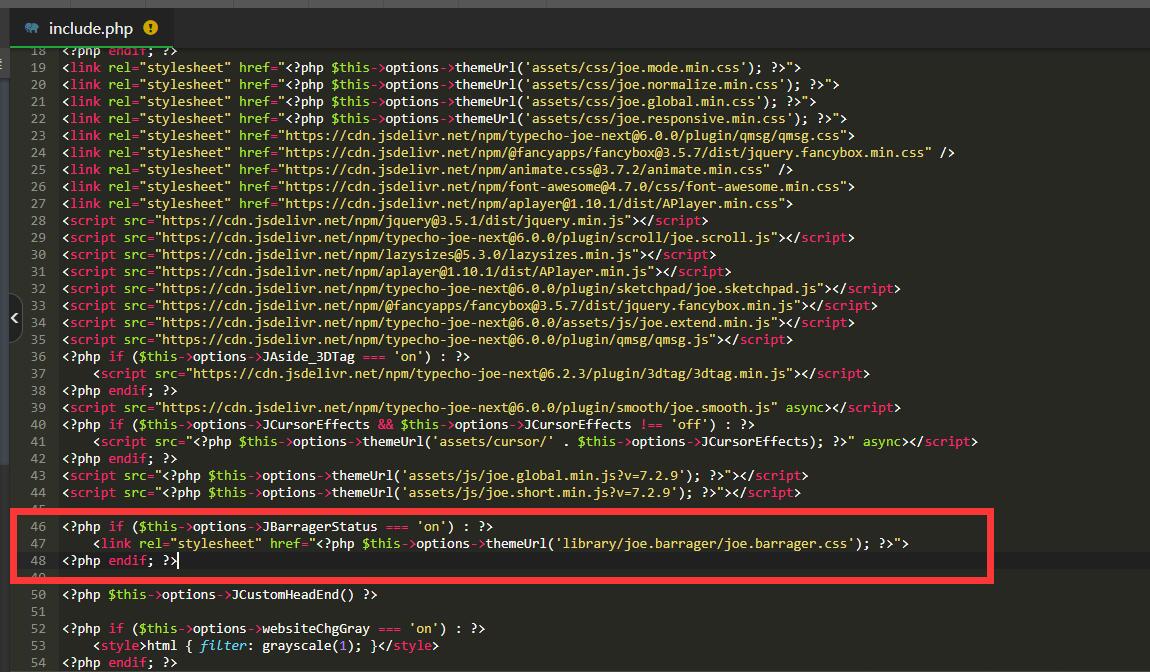 include.php
18 <?php endif; ?>
19 <link rel="stylesheet" href="<?php $this->options->themeUrl('assets/css/joe.mode.min.css'); ?>">
20 <link rel="stylesheet" href="<?php $this->options->themeUrl('assets/css/joe.normalize.min.css'); ?>">
21 <link rel="stylesheet" href="<?php $this->options->themeUrl('assets/css/joe.global.min.css'); ?>">
22 <link rel="stylesheet" href="<?php $this->options->themeUrl('assets/css/joe.responsive.min.css'); ?>">
23 <link rel="stylesheet" href="https://cdn.jsdelivr.net/npm/typecho-joe-next@6.0.0/plugin/qmsg/qmsg.css">
24 <link rel="stylesheet" href="https://cdn.jsdelivr.net/npm/@fancyapps/fancybox@3.5.7/dist/jquery.fancybox.min.css" />
25 <link rel="stylesheet" href="https://cdn.jsdelivr.net/npm/animate.css@3.7.2/animate.min.css" />
26 <link rel="stylesheet" href="https://cdn.jsdelivr.net/npm/font-awesome@4.7.0/css/font-awesome.min.css">
27 <link rel="stylesheet" href="https://cdn.jsdelivr.net/npm/aplayer@1.10.1/dist/APlayer.min.css">
28 <script src="https://cdn.jsdelivr.net/npm/jquery@3.5.1/dist/jquery.min.js"></script>
29 <script src="https://cdn.jsdelivr.net/npm/typecho-joe-next@6.0.0/plugin/scroll/joe.scroll.js"></script>
30 <script src="https://cdn.jsdelivr.net/npm/lazysizes@5.3.0/lazysizes.min.js"></script>
31 <script src="https://cdn.jsdelivr.net/npm/aplayer@1.10.1/dist/APlayer.min.js"></script>
32 <script src="https://cdn.jsdelivr.net/npm/typecho-joe-next@6.0.0/plugin/sketchpad/joe.sketchpad.js"></script>
33 <script src="https://cdn.jsdelivr.net/npm/@fancyapps/fancybox@3.5.7/dist/jquery.fancybox.min.js"></script>
34 <script src="https://cdn.jsdelivr.net/npm/typecho-joe-next@6.0.0/assets/js/joe.extend.min.js"></script>
35 <script src="https://cdn.jsdelivr.net/npm/typecho-joe-next@6.0.0/plugin/qmsg/qmsg.js"></script>
36 <?php if ($this->options->JAside_3DTag === 'on') : ?>
37 <script src="https://cdn.jsdelivr.net/npm/typecho-joe-next@6.2.3/plugin/3dtag/3dtag.min.js"></script>
38 <?php endif; ?>
39 <script src="https://cdn.jsdelivr.net/npm/typecho-joe-next@6.0.0/plugin/smooth/joe.smooth.js" async></script>
40 <?php if ($this->options->JCursorEffects && $this->options->JCursorEffects !== 'off') : ?>
41 <script src="<?php $this->options->themeUrl('assets/cursor/' . $this->options->JCursorEffects); ?>" async></script>
42 <?php endif; ?>
43 <script src="<?php $this->options->themeUrl('assets/js/joe.global.min.js?v=7.2.9'); ?>"></script>
44 <script src="<?php $this->options->themeUrl('assets/js/joe.short.min.js?v=7.2.9'); ?>"></script>
45
46 <?php if ($this->options->JBarragerStatus === 'on') : ?>
47 <link rel="stylesheet" href="<?php $this->options->themeUrl('library/joe.barrager/joe.barrager.css'); ?>">
48 <?php endif; ?>
49
50 <?php $this->options->JCustomHeadEnd() ?>
51
52 <?php if ($this->options->websiteChgGray === 'on') : ?>
53 <style>html { filter: grayscale(1); }</style>
54 <?php endif; ?>